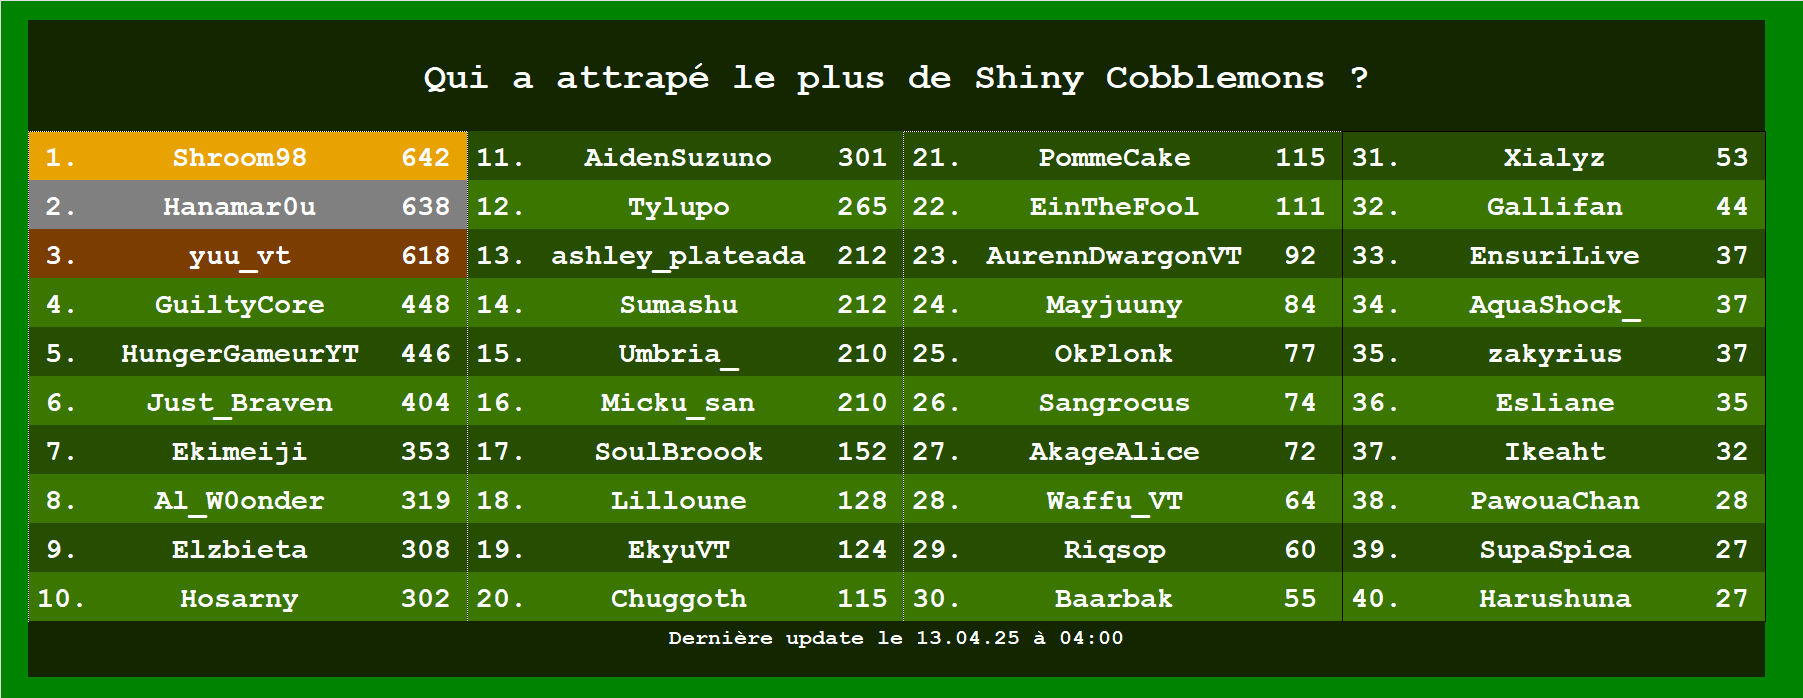 Qui a attrapé le plus de Shiny Cobblemons ?
1. Shroom98 642 11. AidenSuzuno 301 21. PommeCake 115 31. Xialyz 53
2. Hanamar0u 638 12. Tylupo 265 22. EinTheFool 111 32. Gallifan 44
3. yuu_vt 618 13. ashley_plateada 212 23. AurennDwargonVT 92 33. EnsuriLive 37
4. GuiltyCore 448 14. Sumashu 212 24. Mayjuuny 84 34. AquaShock_ 37
5. HungerGameurYT 446 15. Umbria_ 210 25. OkPlonk 77 35. zakyrius 37
6. Just_Braven 404 16. Micku_san 210 26. Sangrocus 74 36. Esliane 35
7. Ekimeiji 353 17. SoulBroook 152 27. AkageAlice 72 37. Ikeaht 32
8. Al_W0onder 319 18. Lilloune 128 28. Waffu_VT 64 38. PawouaChan 28
9. Elzbieta 308 19. EkyuVT 124 29. Riqsop 60 39. SupaSpica 27
10. Hosarny 302 20. Chuggoth 115 30. Baarbak 55 40. Harushuna 27
Dernière update le 13.04.25 à 04:00